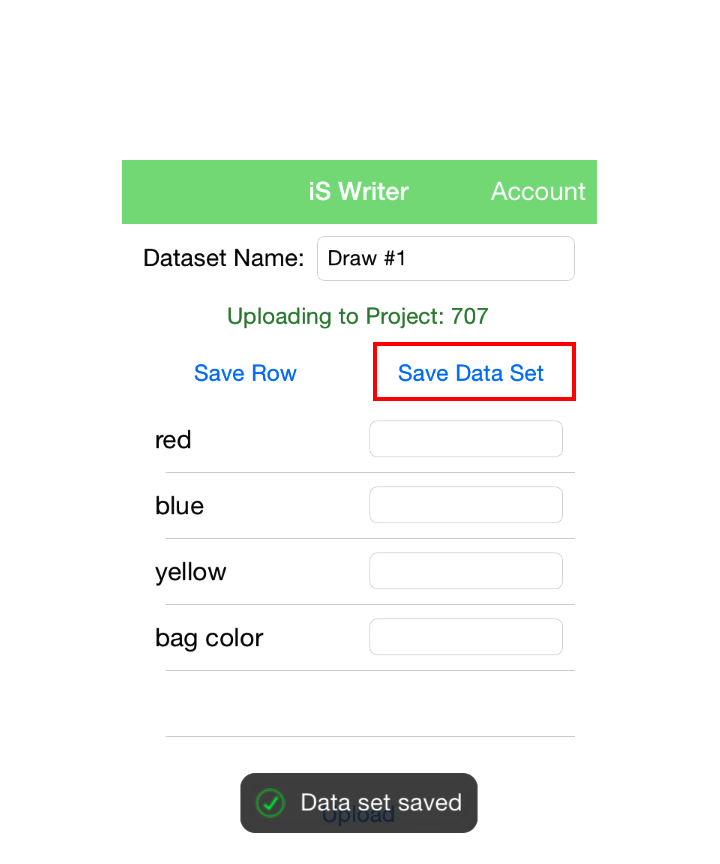 iS Writer Account
Dataset Name: Draw #1
Uploading to Project: 707
Save Row Save Data Set
red
blue
yellow
bag color
Data set saved
Upload